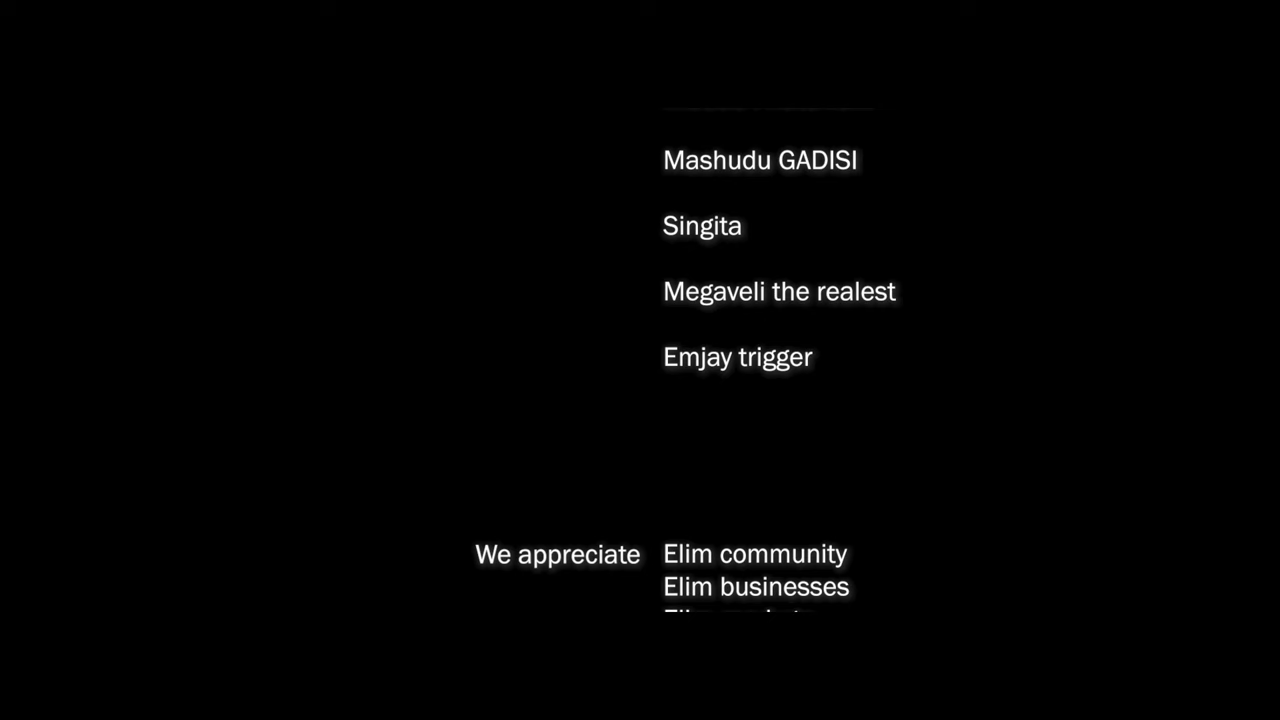 Mashudu GADISI
Singita
Megaveli the realest
Emjay trigger
We appreciate Elim community
Elim businesses